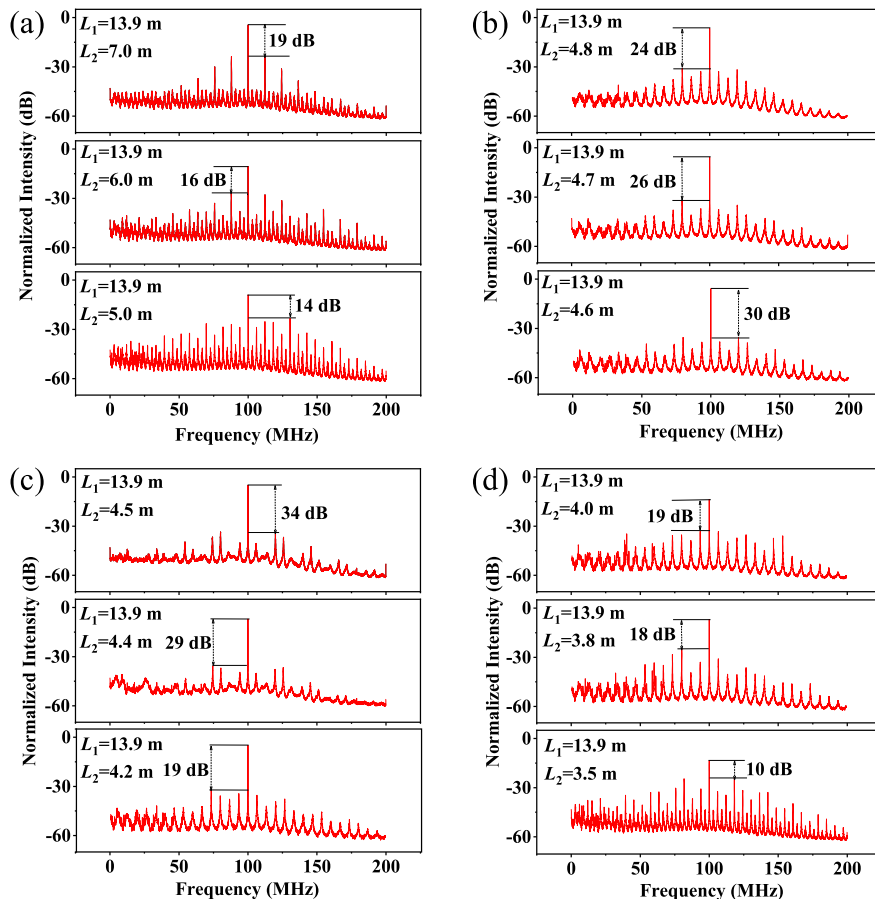 (a)
Normalized Intensity (dB)
0
-30
-60
L1=13.9 m
L2=7.0 m
19 dB
0
-30
-60
L1=13.9 m
L2=6.0 m
16 dB
0
-30
-60
L1=13.9 m
L2=5.0 m
14 dB
0 50 100 150 200
Frequency (MHz)
(b)
Normalized Intensity (dB)
0
-30
-60
L1=13.9 m
L2=4.8 m
24 dB
0
-30
-60
L1=13.9 m
L2=4.7 m
26 dB
0
-30
-60
L1=13.9 m
L2=4.6 m
30 dB
0 50 100 150 200
Frequency (MHz)
(c)
Normalized Intensity (dB)
0
-30
-60
L1=13.9 m
L2=4.5 m
34 dB
0
-30
-60
L1=13.9 m
L2=4.4 m
29 dB
0
-30
-60
L1=13.9 m
L2=4.2 m
19 dB
0 50 100 150 200
Frequency (MHz)
(d)
Normalized Intensity (dB)
0
-30
-60
L1=13.9 m
L2=4.0 m
19 dB
0
-30
-60
L1=13.9 m
L2=3.8 m
18 dB
0
-30
-60
L1=13.9 m
L2=3.5 m
10 dB
0 50 100 150 200
Frequency (MHz)